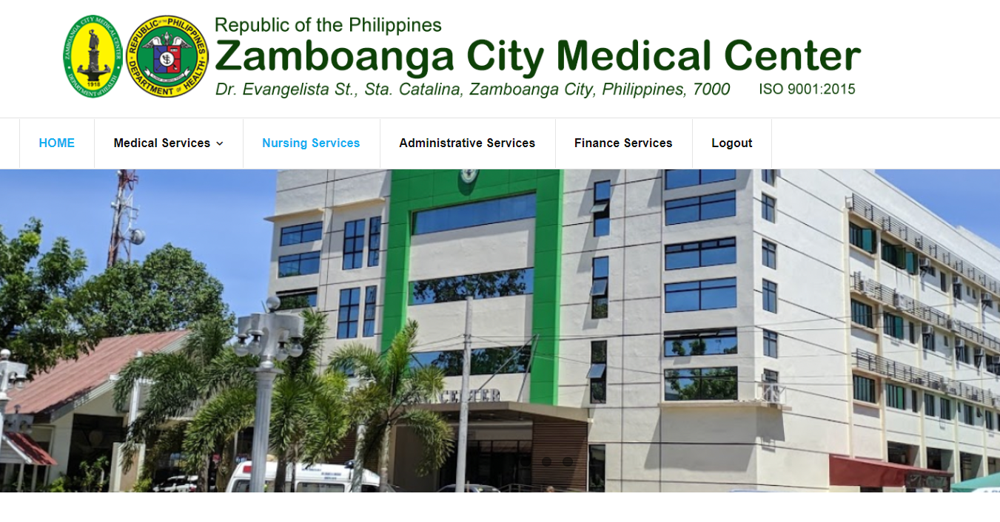 ZAMBOANGA CITY MEDICAL CENTER
1918
DEPARTMENT of HEALTH
REPUBLIC OF THE PHILIPPINES
DEPARTMENT OF HEALTH
Republic of the Philippines
Zamboanga City Medical Center
Dr. Evangelista St., Sta. Catalina, Zamboanga City, Philippines, 7000 ISO 9001:2015
HOME
Medical Services
Nursing Services
Administrative Services
Finance Services
Logout
CENTER